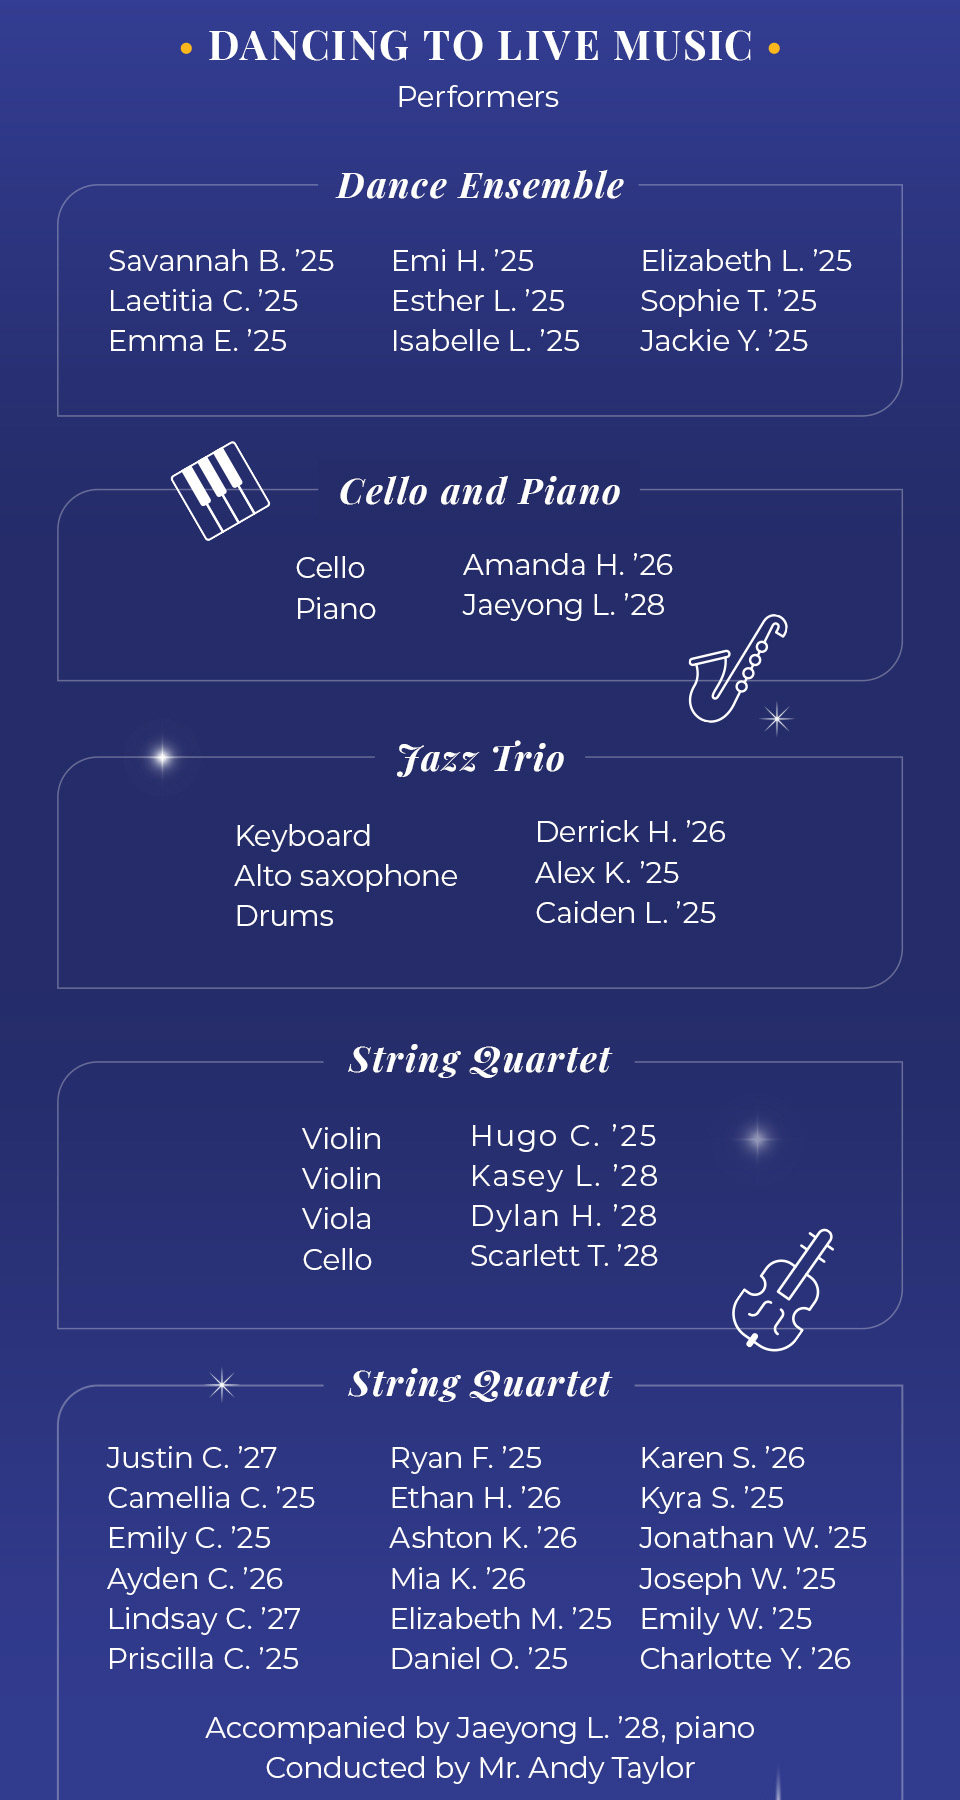 • DANCING TO LIVE MUSIC •
Performers
Dance Ensemble
Savannah B. ’25 Emi H. ’25 Elizabeth L. ’25
Laetitia C. ’25 Esther L. ’25 Sophie T. ’25
Emma E. ’25 Isabelle L. ’25 Jackie Y. ’25
Cello and Piano
Cello Amanda H. ’26
Piano Jaeyong L. ’28
Jazz Trio
Keyboard Derrick H. ’26
Alto saxophone Alex K. ’25
Drums Caiden L. ’25
String Quartet
Violin Hugo C. ’25
Violin Kasey L. ’28
Viola Dylan H. ’28
Cello Scarlett T. ’28
String Quartet
Justin C. ’27 Ryan F. ’25 Karen S. ’26
Camellia C. ’25 Ethan H. ’26 Kyra S. ’25
Emily C. ’25 Ashton K. ’26 Jonathan W. ’25
Ayden C. ’26 Mia K. ’26 Joseph W. ’25
Lindsay C. ’27 Elizabeth M. ’25 Emily W. ’25
Priscilla C. ’25 Daniel O. ’25 Charlotte Y. ’26
Accompanied by Jaeyong L. ’28, piano
Conducted by Mr. Andy Taylor